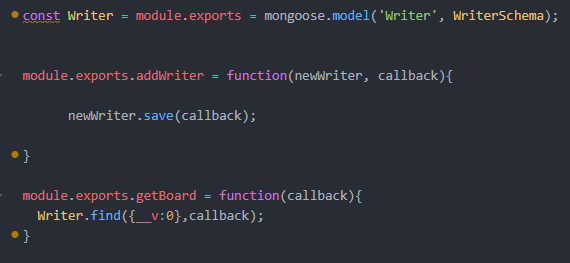 const Writer = module.exports = mongoose.model('Writer', WriterSchema);
module.exports.addWriter = function(newWriter, callback){
newWriter.save(callback);
}
module.exports.getBoard = function(callback){
Writer.find({__v:0},callback);
}